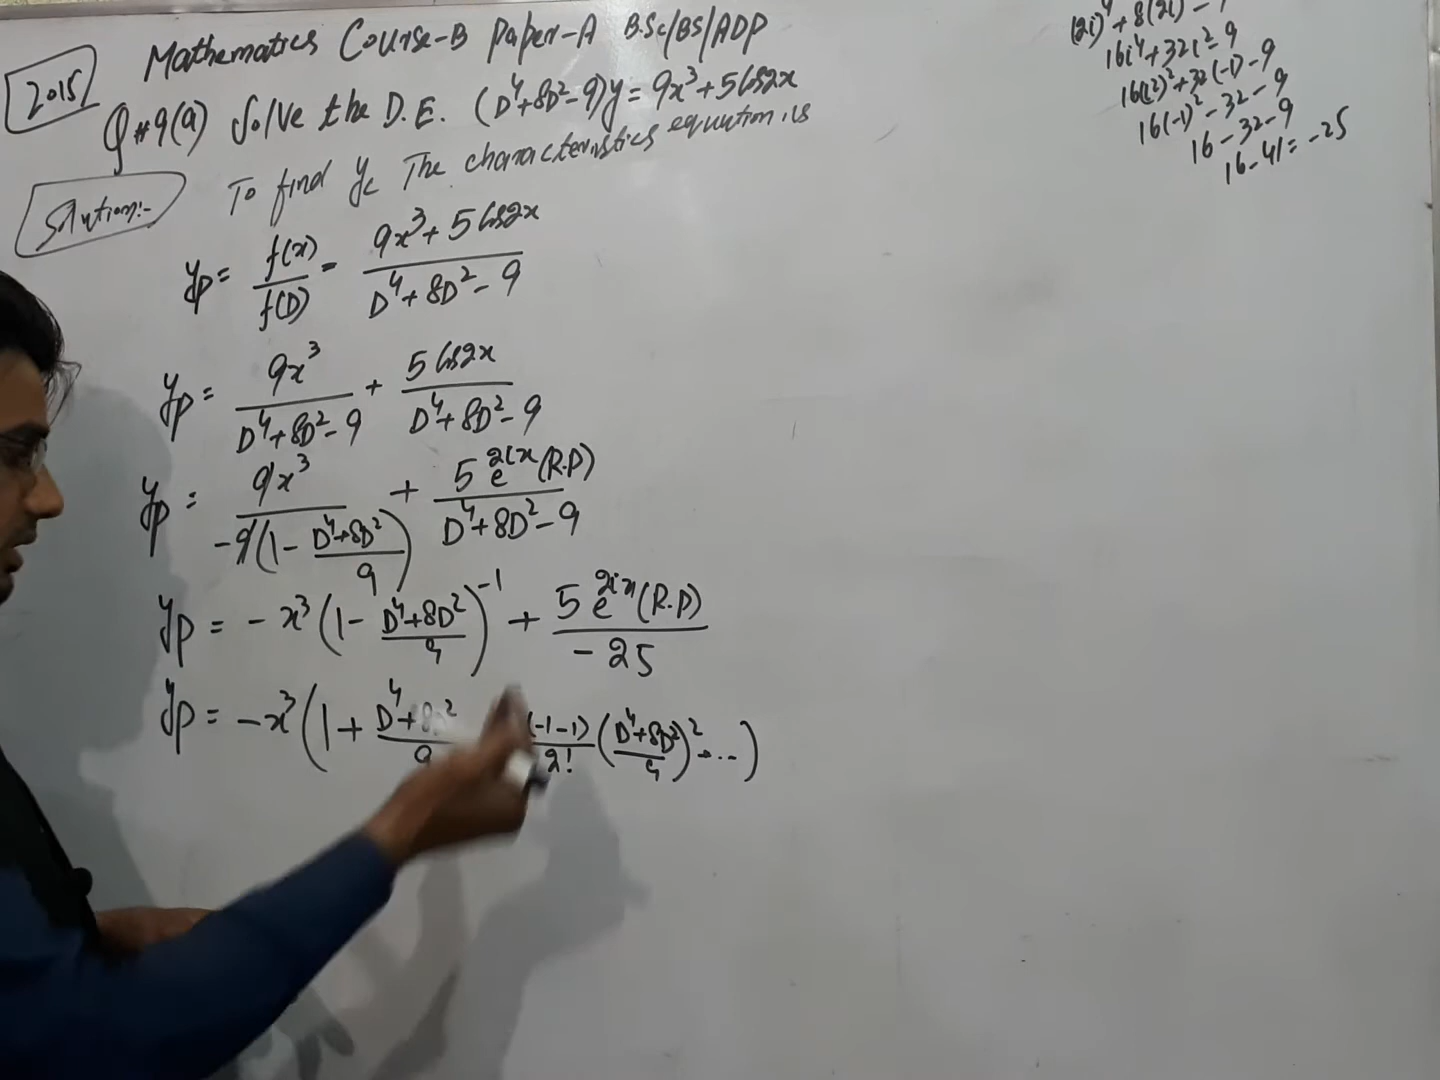 2015
Mathematics Course-B Paper-A B.Sc/BS/ADP
Q#9(a) Solve the D.E. (D⁴+8D²-9)y = 9x³+5Cos2x
Solution:-
To find yc The characteristics equation is
yp = f(x)/f(D) = (9x³+5Cos2x)/(D⁴+8D²-9)
yp = 9x³/(D⁴+8D²-9) + 5Cos2x/(D⁴+8D²-9)
yp = 9x³/(-9(1-(D⁴+8D²)/9)) + 5e^(2ix)(R.P)/(D⁴+8D²-9)
yp = -x³(1-(D⁴+8D²)/9)⁻¹ + 5e^(2ix)(R.P)/-25
yp = -x³(1+(D⁴+8D²)/9 (-1-1)/2! ((D⁴+8D²)/9)² ...)
(2i)⁴+8(2i) -9
16i⁴+32i²-9
16(i²)²+32(-1)-9
16(-1)²-32-9
16-32-9
16-41=-25